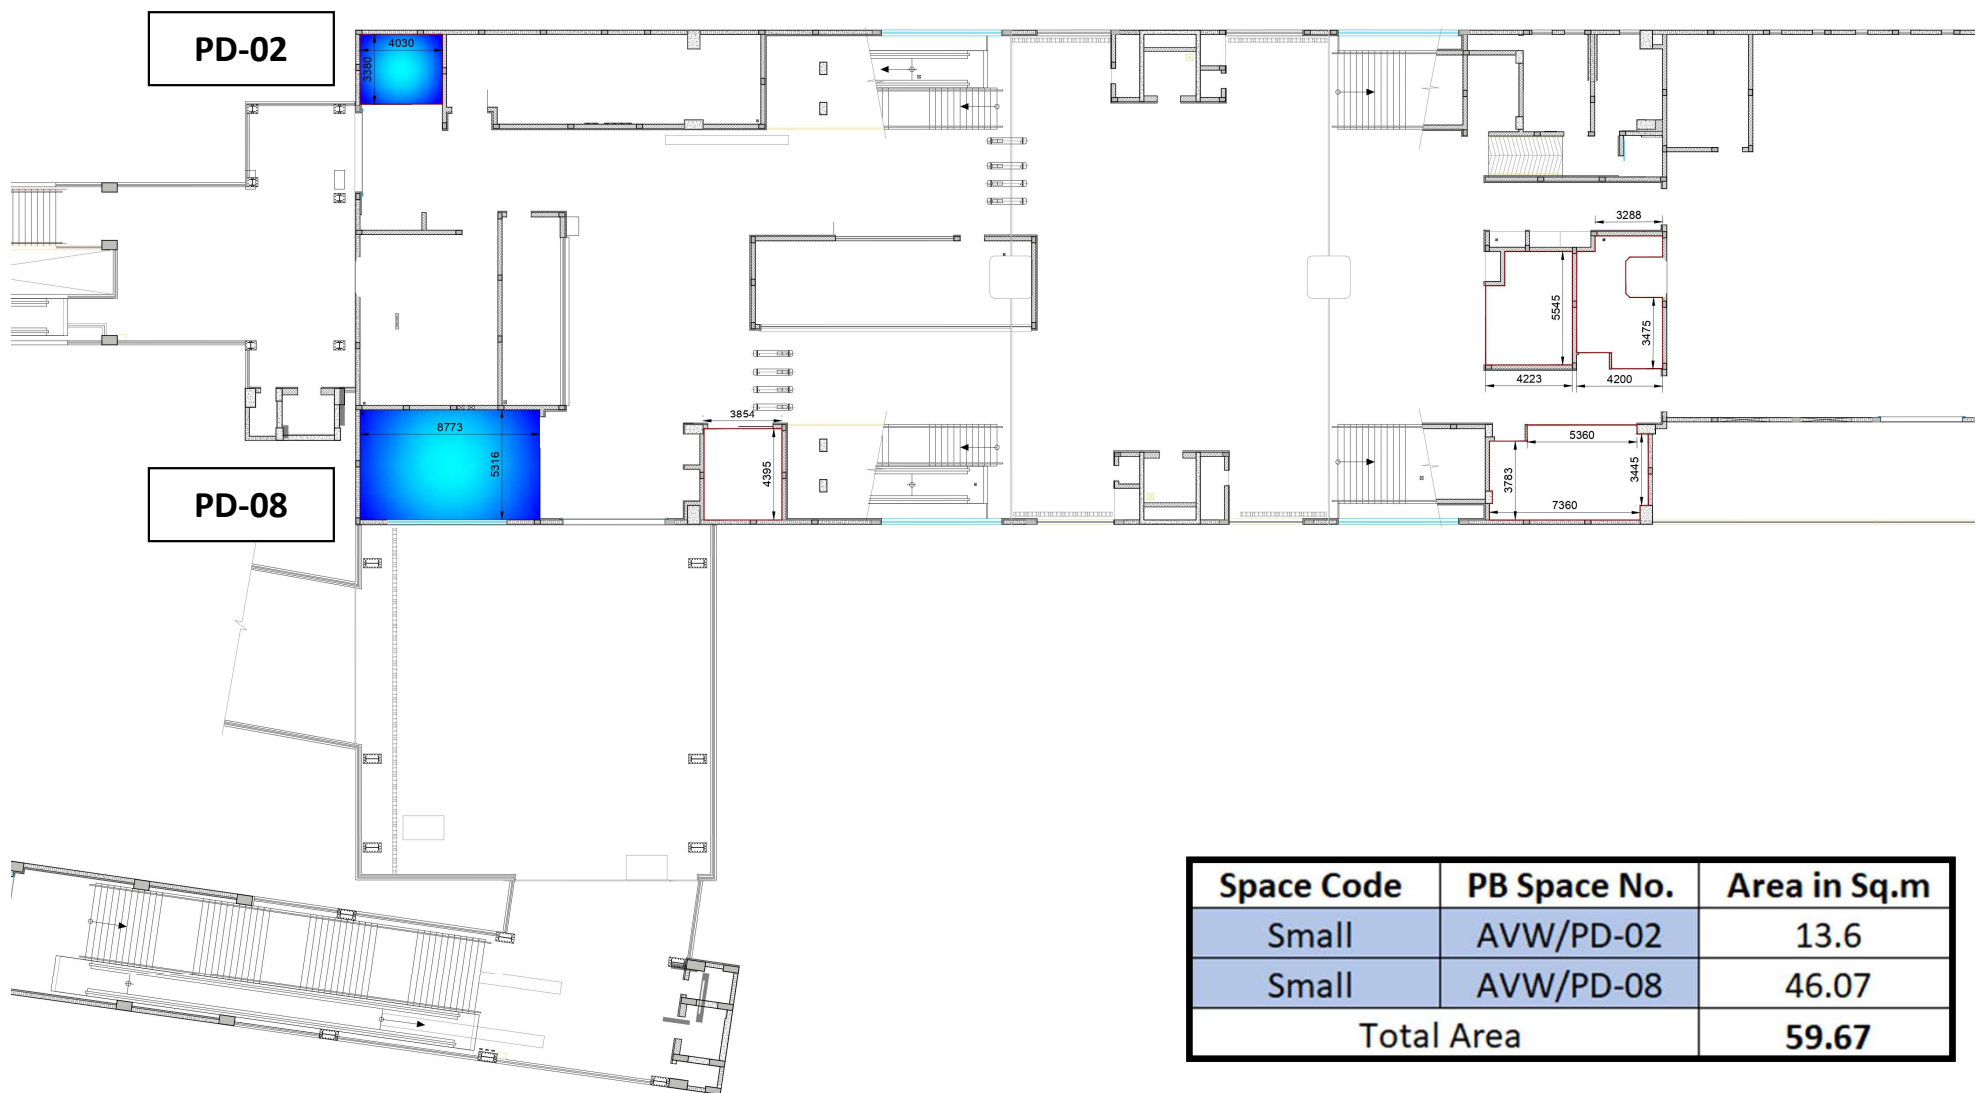 PD-02
4030
3380
3288
5545
3475
4223
4200
3854
8773
5316
4395
5360
3783
3445
7360
PD-08
Space Code PB Space No. Area in Sq.m
Small AVW/PD-02 13.6
Small AVW/PD-08 46.07
Total Area 59.67